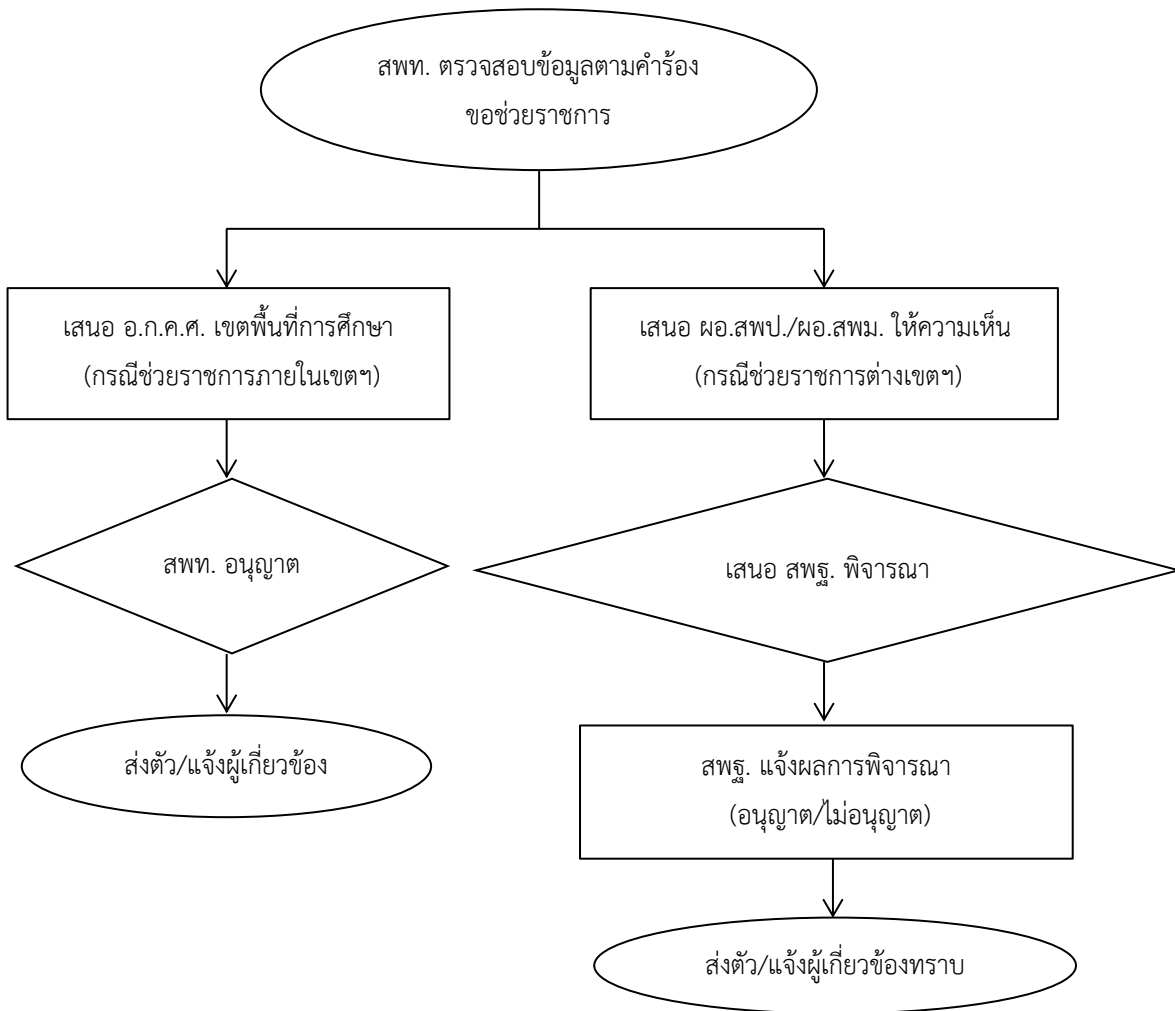 สพท. ตรวจสอบข้อมูลตามคำร้อง
ขอช่วยราชการ
เสนอ อ.ก.ค.ศ. เขตพื้นที่การศึกษา
(กรณีช่วยราชการภายในเขตฯ)
เสนอ ผอ.สพป./ผอ.สพม. ให้ความเห็น
(กรณีช่วยราชการต่างเขตฯ)
สพท. อนุญาต
เสนอ สพฐ. พิจารณา
ส่งตัว/แจ้งผู้เกี่ยวข้อง
สพฐ. แจ้งผลการพิจารณา
(อนุญาต/ไม่อนุญาต)
ส่งตัว/แจ้งผู้เกี่ยวข้องทราบ